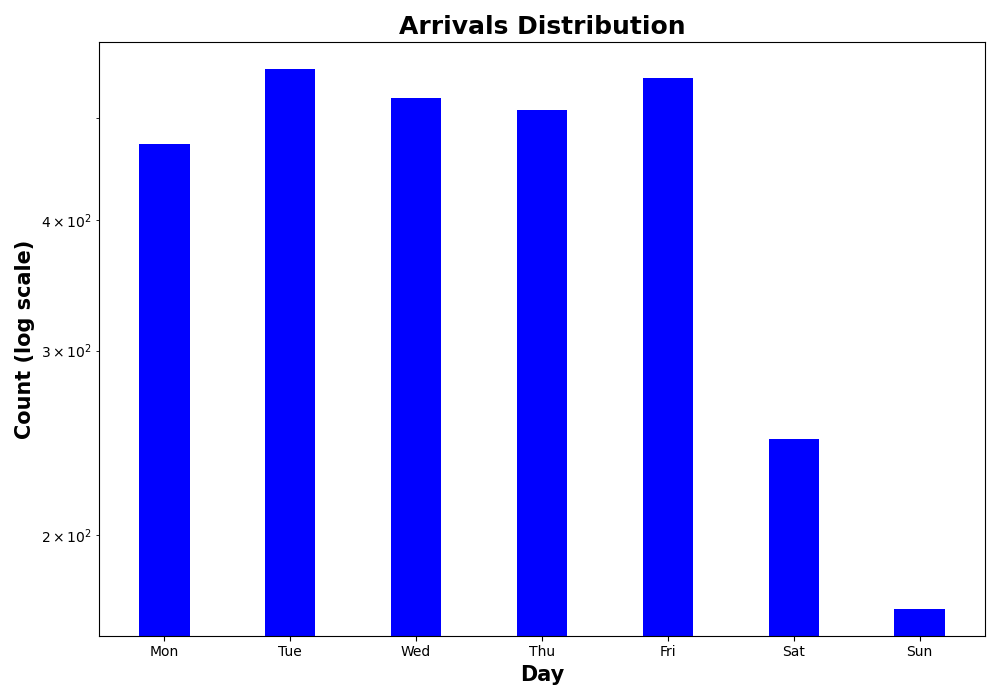 Arrivals Distribution
Count (log scale)
4 × 10²
3 × 10²
2 × 10²
Mon Tue Wed Thu Fri Sat Sun
Day